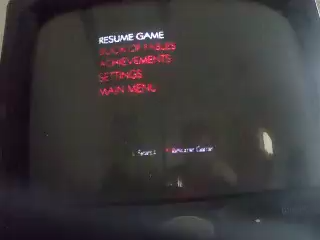 RESUME GAME
BOOK OF FABLES
ACHIEVEMENTS
SETTINGS
MAIN MENU
Select Resume Game